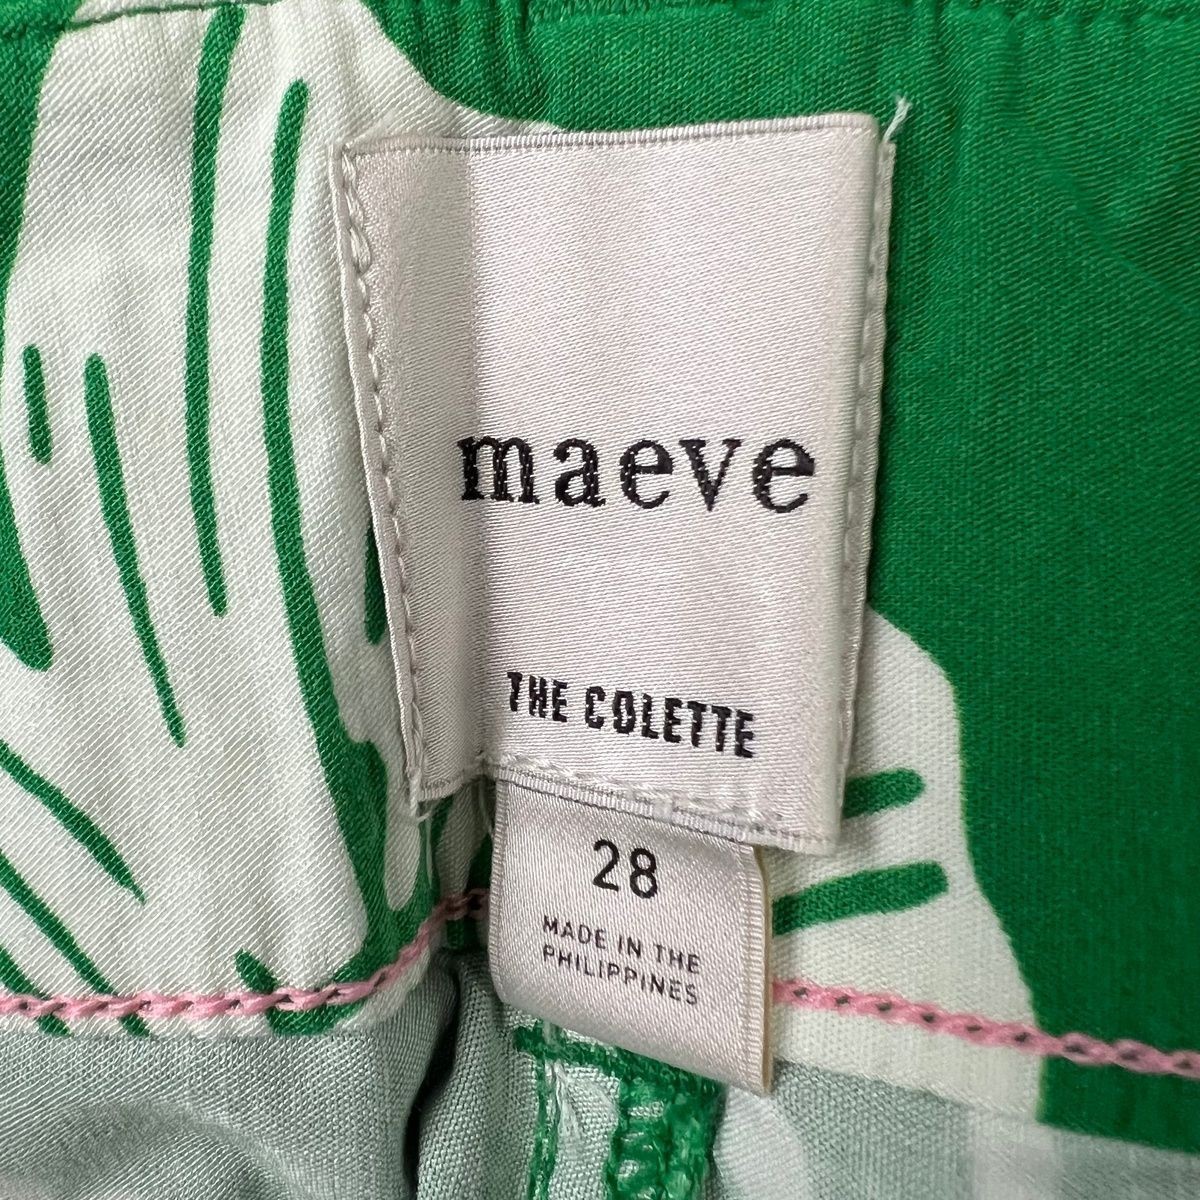 maeve
THE COLETTE
28
MADE IN THE
PHILIPPINES